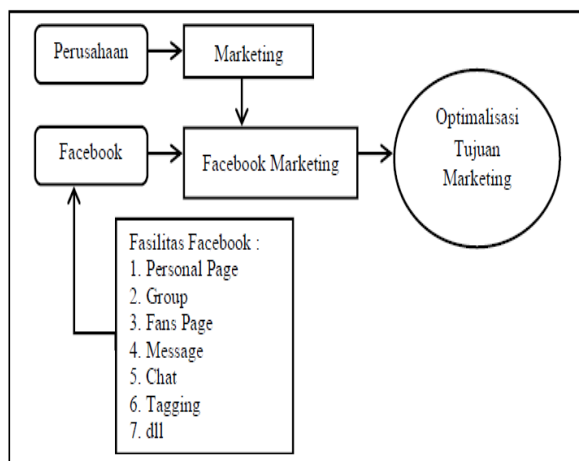 Perusahaan
Marketing
Facebook
Facebook Marketing
Optimalisasi
Tujuan
Marketing
Fasilitas Facebook :
1. Personal Page
2. Group
3. Fans Page
4. Message
5. Chat
6. Tagging
7. dll